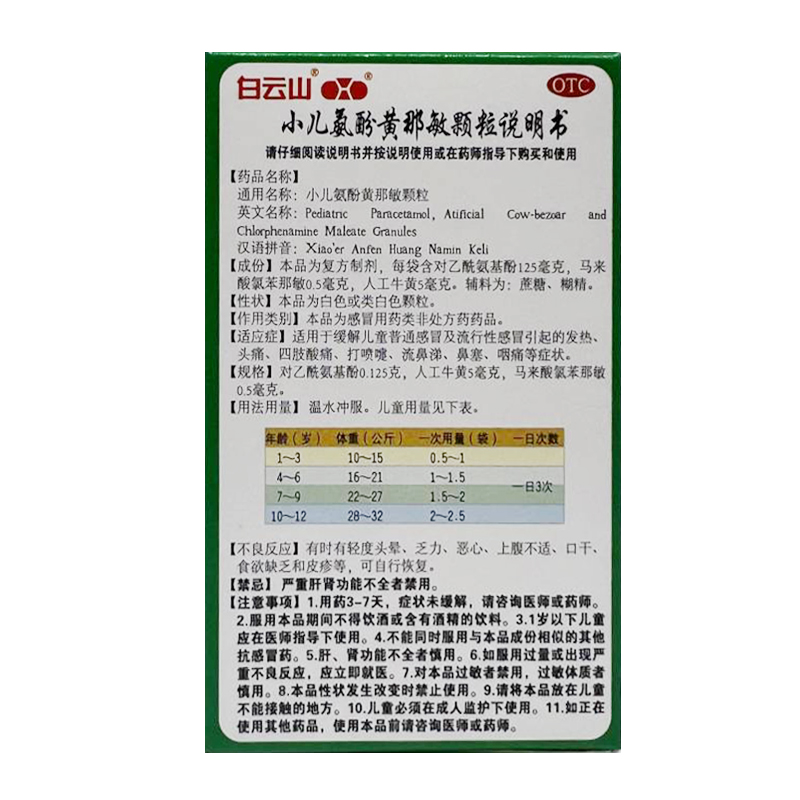 白云山® ®
OTC
小儿氨酚黄那敏颗粒说明书
请仔细阅读说明书并按说明使用或在药师指导下购买和使用
【药品名称】
通用名称：小儿氨酚黄那敏颗粒
英文名称：Pediatric Paracetamol, Atificial Cow-bezoar and
Chlorphenamine Maleate Granules
汉语拼音：Xiao'er Anfen Huang Namin Keli
【成份】本品为复方制剂，每袋含对乙酰氨基酚125毫克，马来
酸氯苯那敏0.5毫克，人工牛黄5毫克。辅料为：蔗糖、糊精。
【性状】本品为白色或类白色颗粒。
【作用类别】本品为感冒用药类非处方药药品。
【适应症】适用于缓解儿童普通感冒及流行性感冒引起的发热、
头痛、四肢酸痛、打喷嚏、流鼻涕、鼻塞、咽痛等症状。
【规格】对乙酰氨基酚0.125克，人工牛黄5毫克，马来酸氯苯那敏
0.5毫克。
【用法用量】温水冲服。儿童用量见下表。
年龄（岁） 体重（公斤） 一次用量（袋） 一日次数
1～3 10～15 0.5～1
4～6 16～21 1～1.5
一日3次
7～9 22～27 1.5～2
10～12 28～32 2～2.5
【不良反应】有时有轻度头晕、乏力、恶心、上腹不适、口干、
食欲缺乏和皮疹等，可自行恢复。
【禁忌】严重肝肾功能不全者禁用。
【注意事项】1.用药3-7天，症状未缓解，请咨询医师或药师。
2.服用本品期间不得饮酒或含有酒精的饮料。3.1岁以下儿童
应在医师指导下使用。4.不能同时服用与本品成份相似的其他
抗感冒药。5.肝、肾功能不全者慎用。6.如服用过量或出现严
重不良反应，应立即就医。7.对本品过敏者禁用，过敏体质者
慎用。8.本品性状发生改变时禁止使用。9.请将本品放在儿童
不能接触的地方。10.儿童必须在成人监护下使用。11.如正在
使用其他药品，使用本品前请咨询医师或药师。